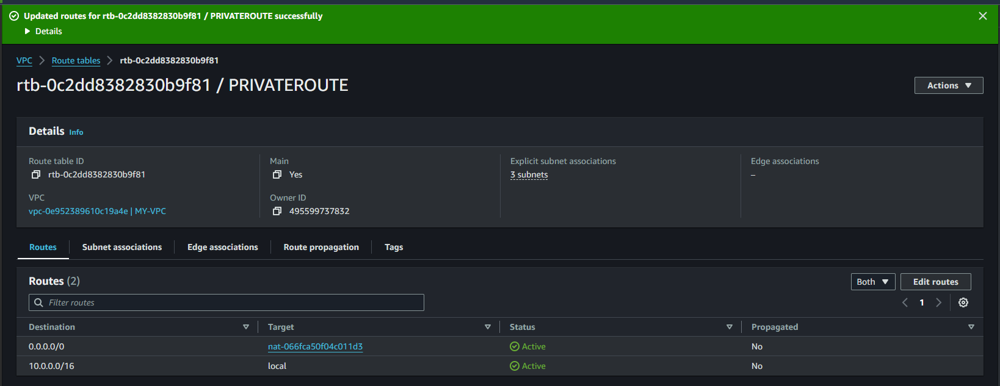 Updated routes for rtb-0c2dd8382830b9f81 / PRIVATEROUTE successfully
Details
VPC > Route tables > rtb-0c2dd8382830b9f81
rtb-0c2dd8382830b9f81 / PRIVATEROUTE
Actions
Details Info
Route table ID
rtb-0c2dd8382830b9f81
Main
Yes
Explicit subnet associations
3 subnets
Edge associations
–
VPC
vpc-0e952389610c19a4e | MY-VPC
Owner ID
495599737832
Routes Subnet associations Edge associations Route propagation Tags
Routes (2)
Both Edit routes
Filter routes
1
Destination Target Status Propagated
0.0.0.0/0 nat-066fca50f04c011d3 Active No
10.0.0.0/16 local Active No